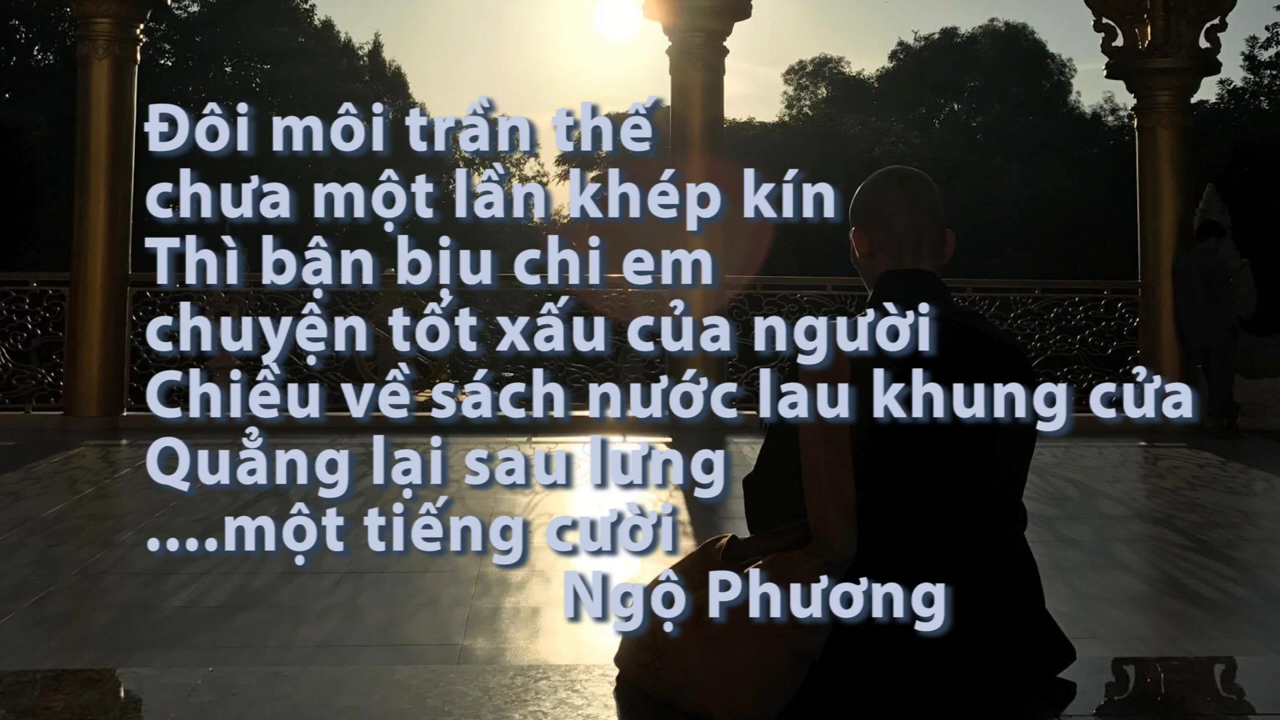 Đôi môi trần thế
chưa một lần khép kín
Thì bận bịu chi em
chuyện tốt xấu của người
Chiều về sách nước lau khung cửa
Quẳng lại sau lưng
....một tiếng cười
Ngộ Phương